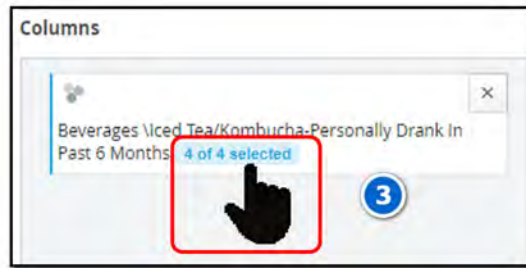 Columns
×
Beverages \Iced Tea/Kombucha-Personally Drank In
Past 6 Months 4 of 4 selected
3